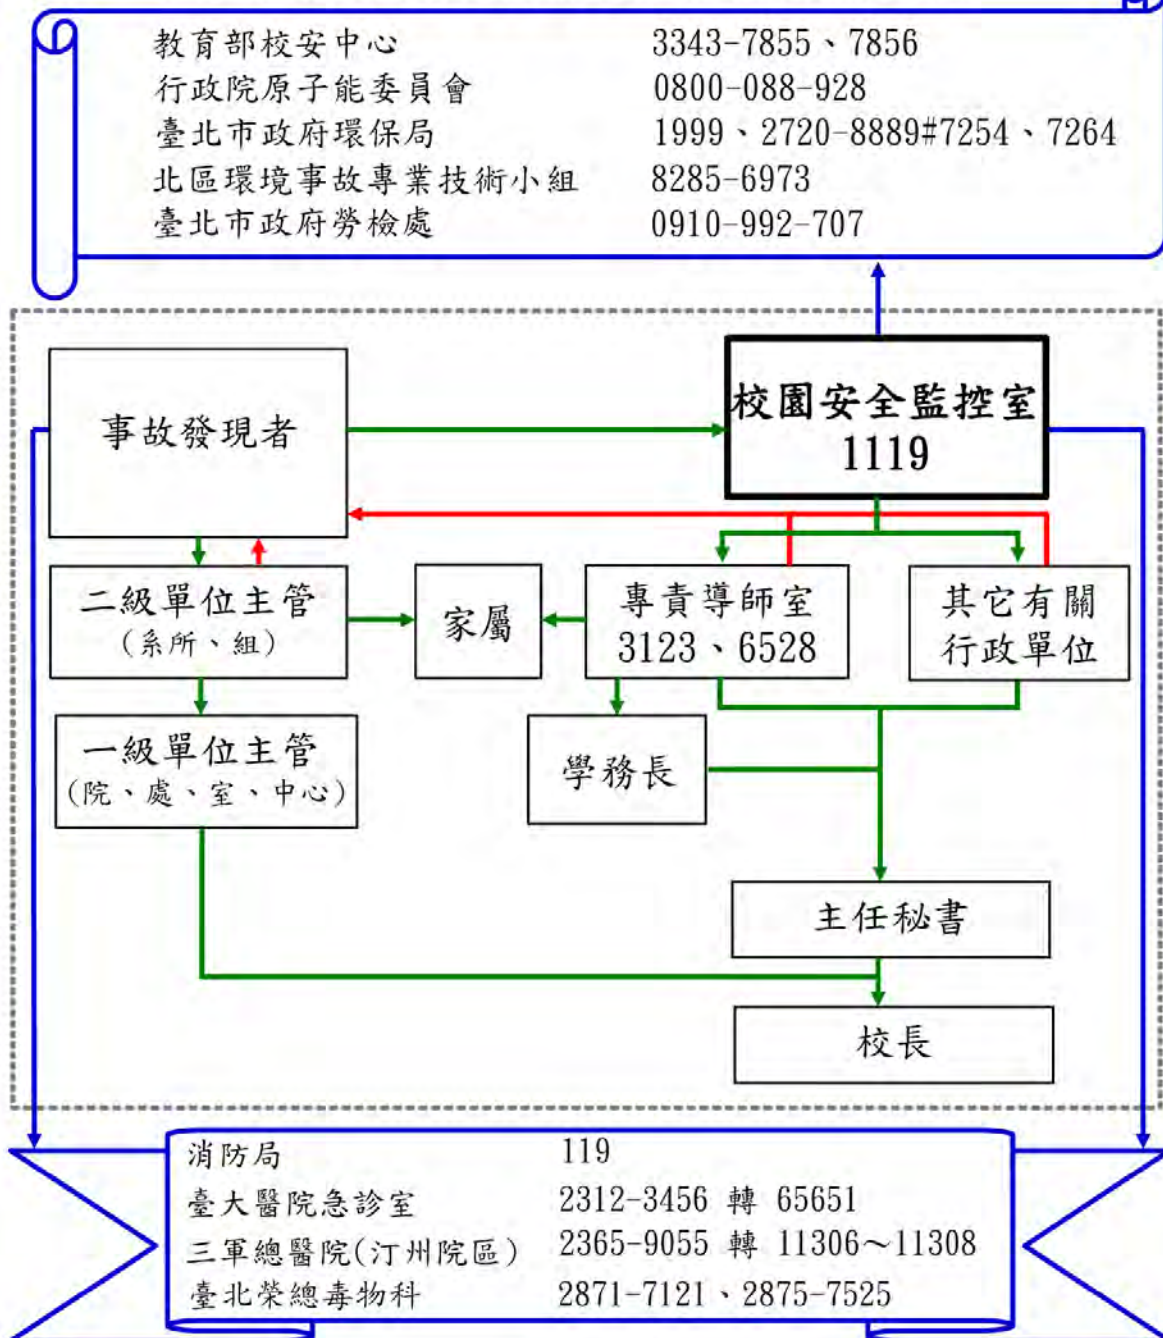 教育部校安中心 3343-7855、7856
行政院原子能委員會 0800-088-928
臺北市政府環保局 1999、2720-8889#7254、7264
北區環境事故專業技術小組 8285-6973
臺北市政府勞檢處 0910-992-707
事故發現者
校園安全監控室
1119
二級單位主管
(系所、組)
家屬
專責導師室
3123、6528
其它有關
行政單位
一級單位主管
(院、處、室、中心)
學務長
主任秘書
校長
消防局 119
臺大醫院急診室 2312-3456 轉 65651
三軍總醫院(汀州院區) 2365-9055 轉 11306～11308
臺北榮總毒物科 2871-7121、2875-7525